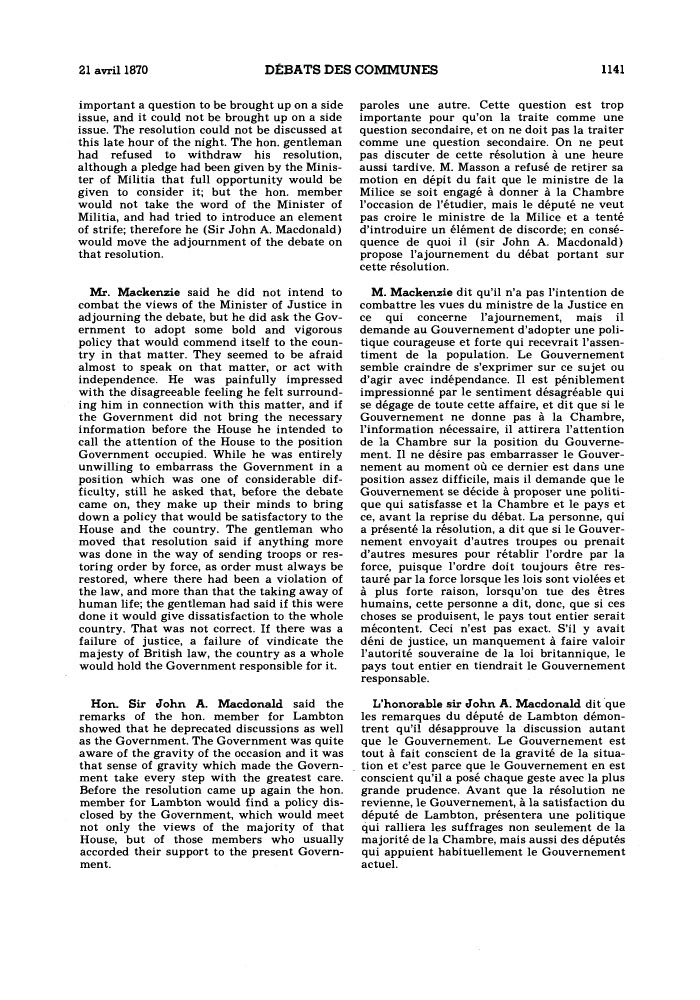 21 avril 1870 DÉBATS DES COMMUNES 1141
important a question to be brought up on a side
issue, and it could not be brought up on a side
issue. The resolution could not be discussed at
this late hour of the night. The hon. gentleman
had refused to withdraw his resolution,
although a pledge had been given by the Minis-
ter of Militia that full opportunity would be
given to consider it; but the hon. member
would not take the word of the Minister of
Militia, and had tried to introduce an element
of strife; therefore he (Sir John A. Macdonald)
would move the adjournment of the debate on
that resolution.
Mr. Mackenzie said he did not intend to
combat the views of the Minister of Justice in
adjourning the debate, but he did ask the Gov-
ernment to adopt some bold and vigorous
policy that would commend itself to the coun-
try in that matter. They seemed to be afraid
almost to speak on that matter, or act with
independence. He was painfully impressed
with the disagreeable feeling he felt surround-
ing him in connection with this matter, and if
the Government did not bring the necessary
information before the House he intended to
call the attention of the House to the position
Government occupied. While he was entirely
unwilling to embarrass the Government in a
position which was one of considerable dif-
ficulty, still he asked that, before the debate
came on, they make up their minds to bring
down a policy that would be satisfactory to the
House and the country. The gentleman who
moved that resolution said if anything more
was done in the way of sending troops or res-
toring order by force, as order must always be
restored, where there had been a violation of
the law, and more than that the taking away of
human life; the gentleman had said if this were
done it would give dissatisfaction to the whole
country. That was not correct. If there was a
failure of justice, a failure of vindicate the
majesty of British law, the country as a whole
would hold the Government responsible for it.
Hon. Sir John A. Macdonald said the
remarks of the hon. member for Lambton
showed that he deprecated discussions as well
as the Government. The Government was quite
aware of the gravity of the occasion and it was
that sense of gravity which made the Govern-
ment take every step with the greatest care.
Before the resolution came up again the hon.
member for Lambton would find a policy dis-
closed by the Government, which would meet
not only the views of the majority of that
House, but of those members who usually
accorded their support to the present Govern-
ment.
paroles une autre. Cette question est trop
importante pour qu'on la traite comme une
question secondaire, et on ne doit pas la traiter
comme une question secondaire. On ne peut
pas discuter de cette résolution à une heure
aussi tardive. M. Masson a refusé de retirer sa
motion en dépit du fait que le ministre de la
Milice se soit engagé à donner à la Chambre
l'occasion de l'étudier, mais le député ne veut
pas croire le ministre de la Milice et a tenté
d'introduire un élément de discorde; en consé-
quence de quoi il (sir John A. Macdonald)
propose l'ajournement du débat portant sur
cette résolution.
M. Mackenzie dit qu'il n'a pas l'intention de
combattre les vues du ministre de la Justice en
ce qui concerne l'ajournement, mais il
demande au Gouvernement d'adopter une poli-
tique courageuse et forte qui recevrait l'assen-
timent de la population. Le Gouvernement
semble craindre de s'exprimer sur ce sujet ou
d'agir avec indépendance. Il est péniblement
impressionné par le sentiment désagréable qui
se dégage de toute cette affaire, et dit que si le
Gouvernement ne donne pas à la Chambre,
l'information nécessaire, il attirera l'attention
de la Chambre sur la position du Gouverne-
ment. Il ne désire pas embarrasser le Gouver-
nement au moment où ce dernier est dans une
position assez difficile, mais il demande que le
Gouvernement se décide à proposer une politi-
que qui satisfasse et la Chambre et le pays et
ce, avant la reprise du débat. La personne, qui
a présenté la résolution, a dit que si le Gouver-
nement envoyait d'autres troupes ou prenait
d'autres mesures pour rétablir l'ordre par la
force, puisque l'ordre doit toujours être res-
tauré par la force lorsque les lois sont violées et
à plus forte raison, lorsqu'on tue des êtres
humains, cette personne a dit, donc, que si ces
choses se produisent, le pays tout entier serait
mécontent. Ceci n'est pas exact. S'il y avait
déni de justice, un manquement à faire valoir
l'autorité souveraine de la loi britannique, le
pays tout entier en tiendrait le Gouvernement
responsable.
L'honorable sir John A. Macdonald dit que
les remarques du député de Lambton démon-
trent qu'il désapprouve la discussion autant
que le Gouvernement. Le Gouvernement est
tout à fait conscient de la gravité de la situa-
tion et c'est parce que le Gouvernement en est
conscient qu'il a posé chaque geste avec la plus
grande prudence. Avant que la résolution ne
revienne, le Gouvernement, à la satisfaction du
député de Lambton, présentera une politique
qui ralliera les suffrages non seulement de la
majorité de la Chambre, mais aussi des députés
qui appuient habituellement le Gouvernement
actuel.